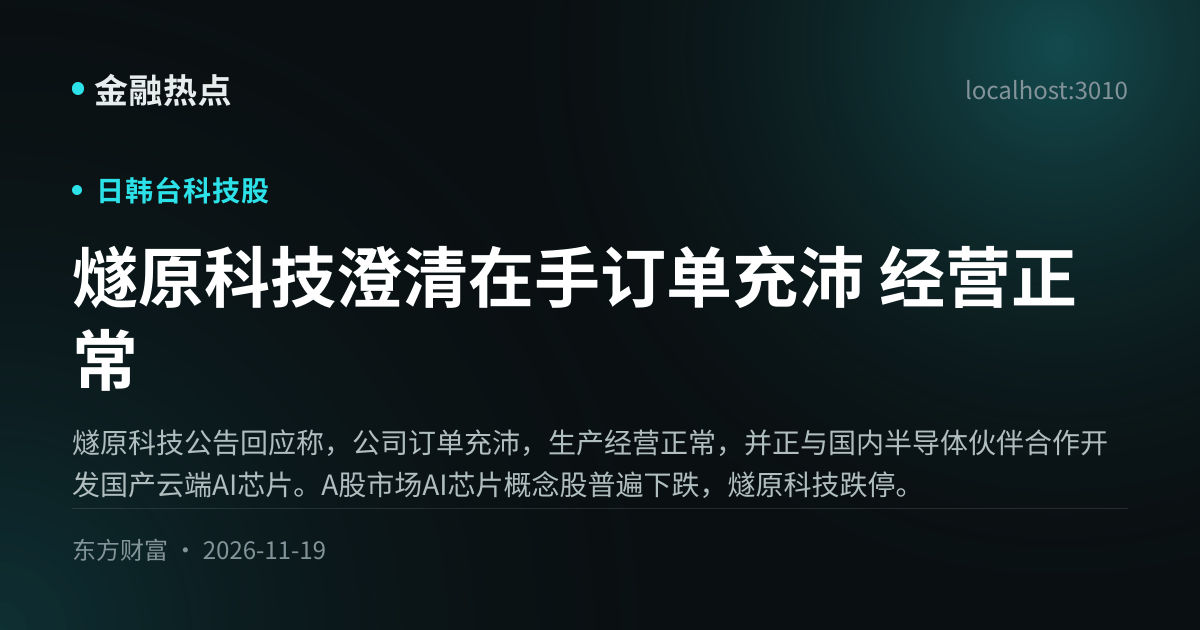 金融热点
localhost:3010
日韩台科技股
燧原科技澄清在手订单充沛 经营正
常
燧原科技公告回应称，公司订单充沛，生产经营正常，并正与国内半导体伙伴合作开
发国产云端AI芯片。A股市场AI芯片概念股普遍下跌，燧原科技跌停。
东方财富 • 2026-11-19